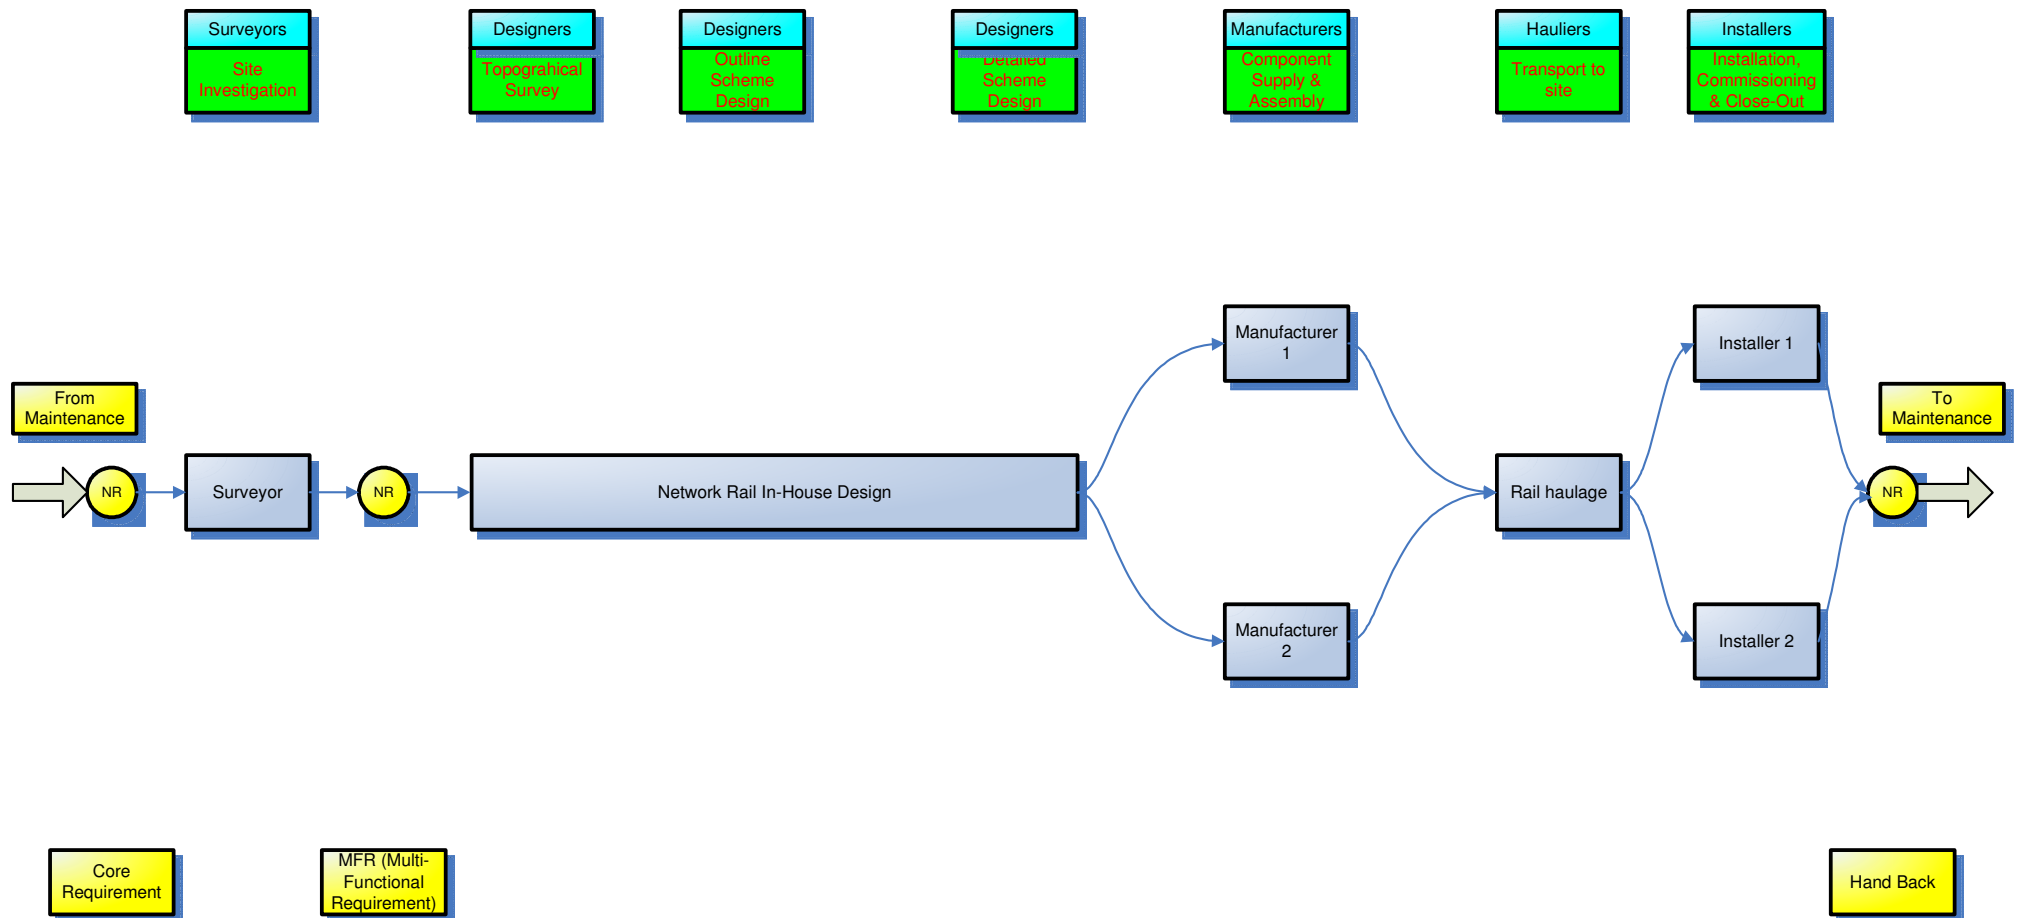 Surveyors
Site
Investigation
Designers
Topograhical
Survey
Designers
Outline
Scheme
Design
Designers
Detailed
Scheme
Design
Manufacturers
Component
Supply &
Assembly
Hauliers
Transport to
site
Installers
Installation,
Commissioning
& Close-Out
From
Maintenance
NR
Surveyor
NR
Network Rail In-House Design
Manufacturer
1
Manufacturer
2
Rail haulage
Installer 1
Installer 2
To
Maintenance
NR
Core
Requirement
MFR (Multi-
Functional
Requirement)
Hand Back